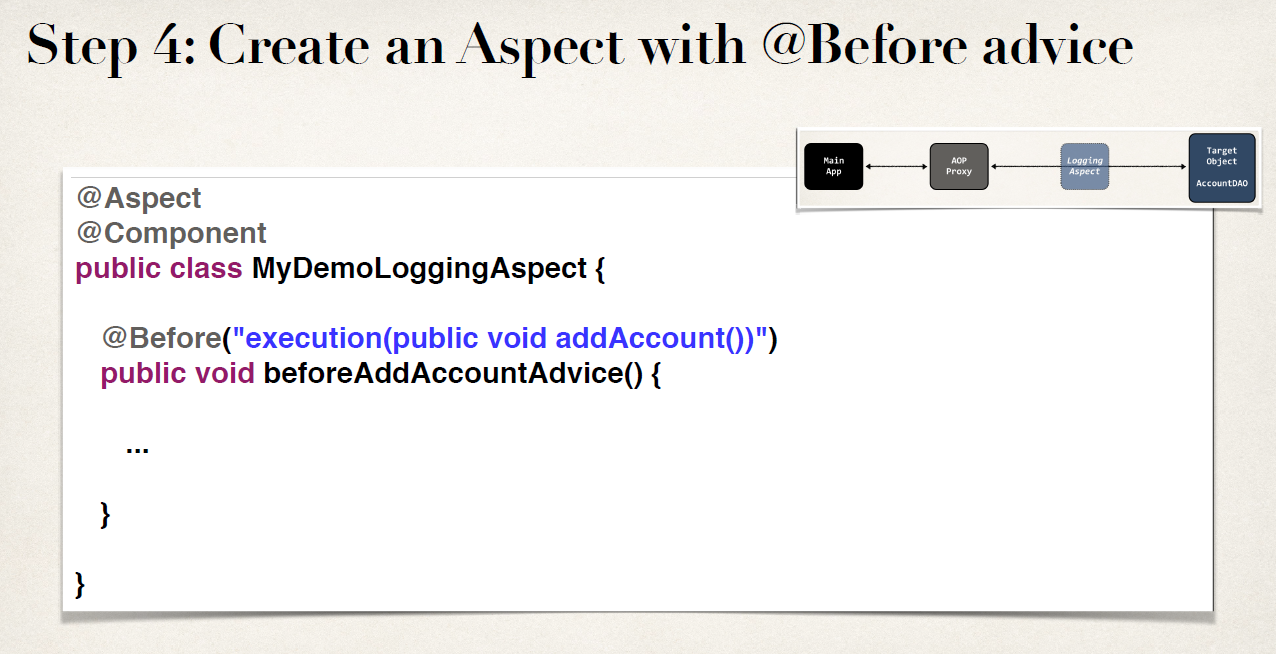 Step 4: Create an Aspect with @Before advice
Main
App
AOP
Proxy
Logging
Aspect
Target
Object
AccountDAO
@Aspect
@Component
public class MyDemoLoggingAspect {
@Before("execution(public void addAccount())")
public void beforeAddAccountAdvice() {
...
}
}